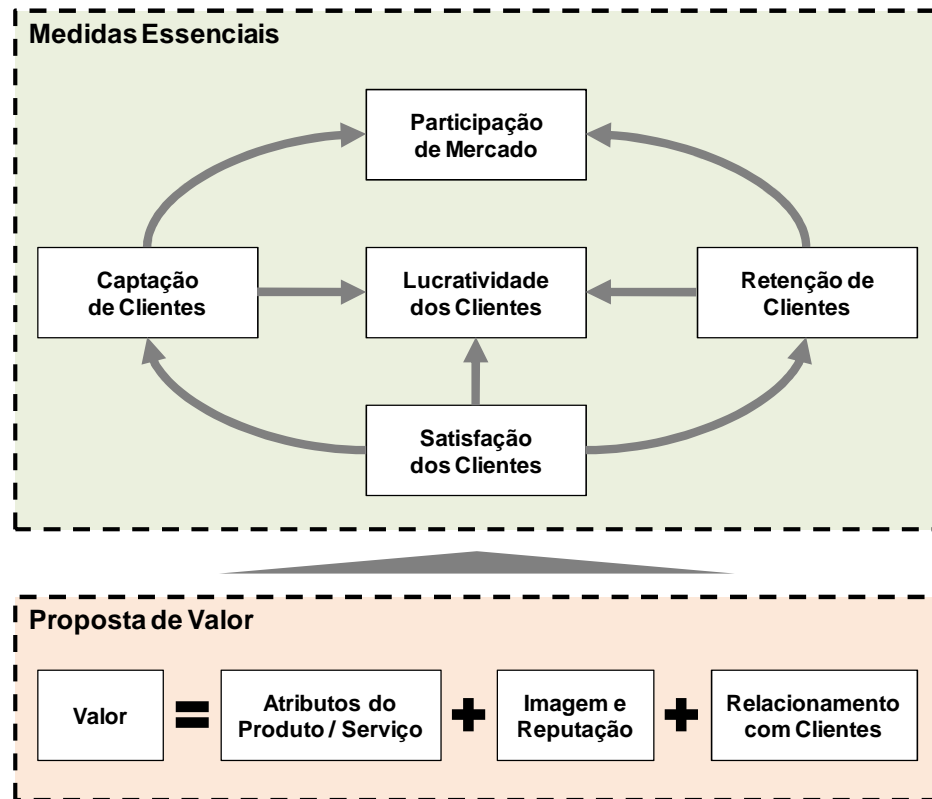 Medidas Essenciais
Participação
de Mercado
Captação
de Clientes
Lucratividade
dos Clientes
Retenção de
Clientes
Satisfação
dos Clientes
Proposta de Valor
Valor
=
Atributos do
Produto / Serviço
+
Imagem e
Reputação
+
Relacionamento
com Clientes